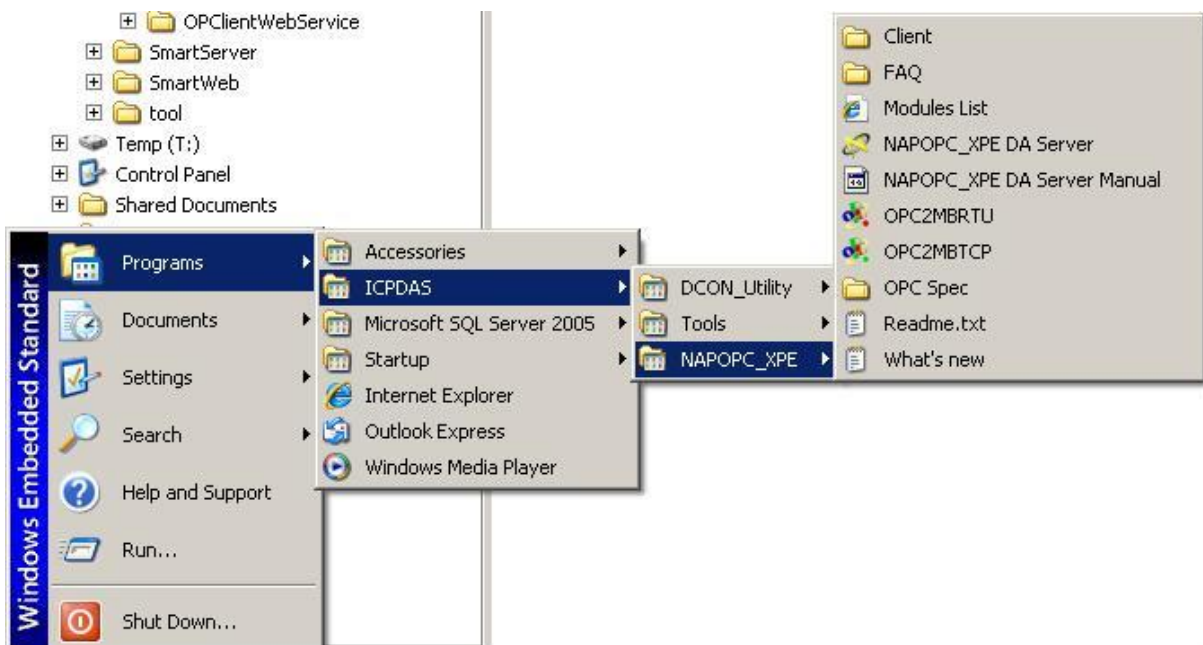 OPClientWebService
SmartServer
SmartWeb
tool
Temp (T:)
Control Panel
Shared Documents
Windows Embedded Standard
Programs
Documents
Settings
Search
Help and Support
Run...
Shut Down...
Accessories
ICPDAS
Microsoft SQL Server 2005
Startup
Internet Explorer
Outlook Express
Windows Media Player
DCON_Utility
Tools
NAPOPC_XPE
Client
FAQ
Modules List
NAPOPC_XPE DA Server
NAPOPC_XPE DA Server Manual
OPC2MBRTU
OPC2MBTCP
OPC Spec
Readme.txt
What's new